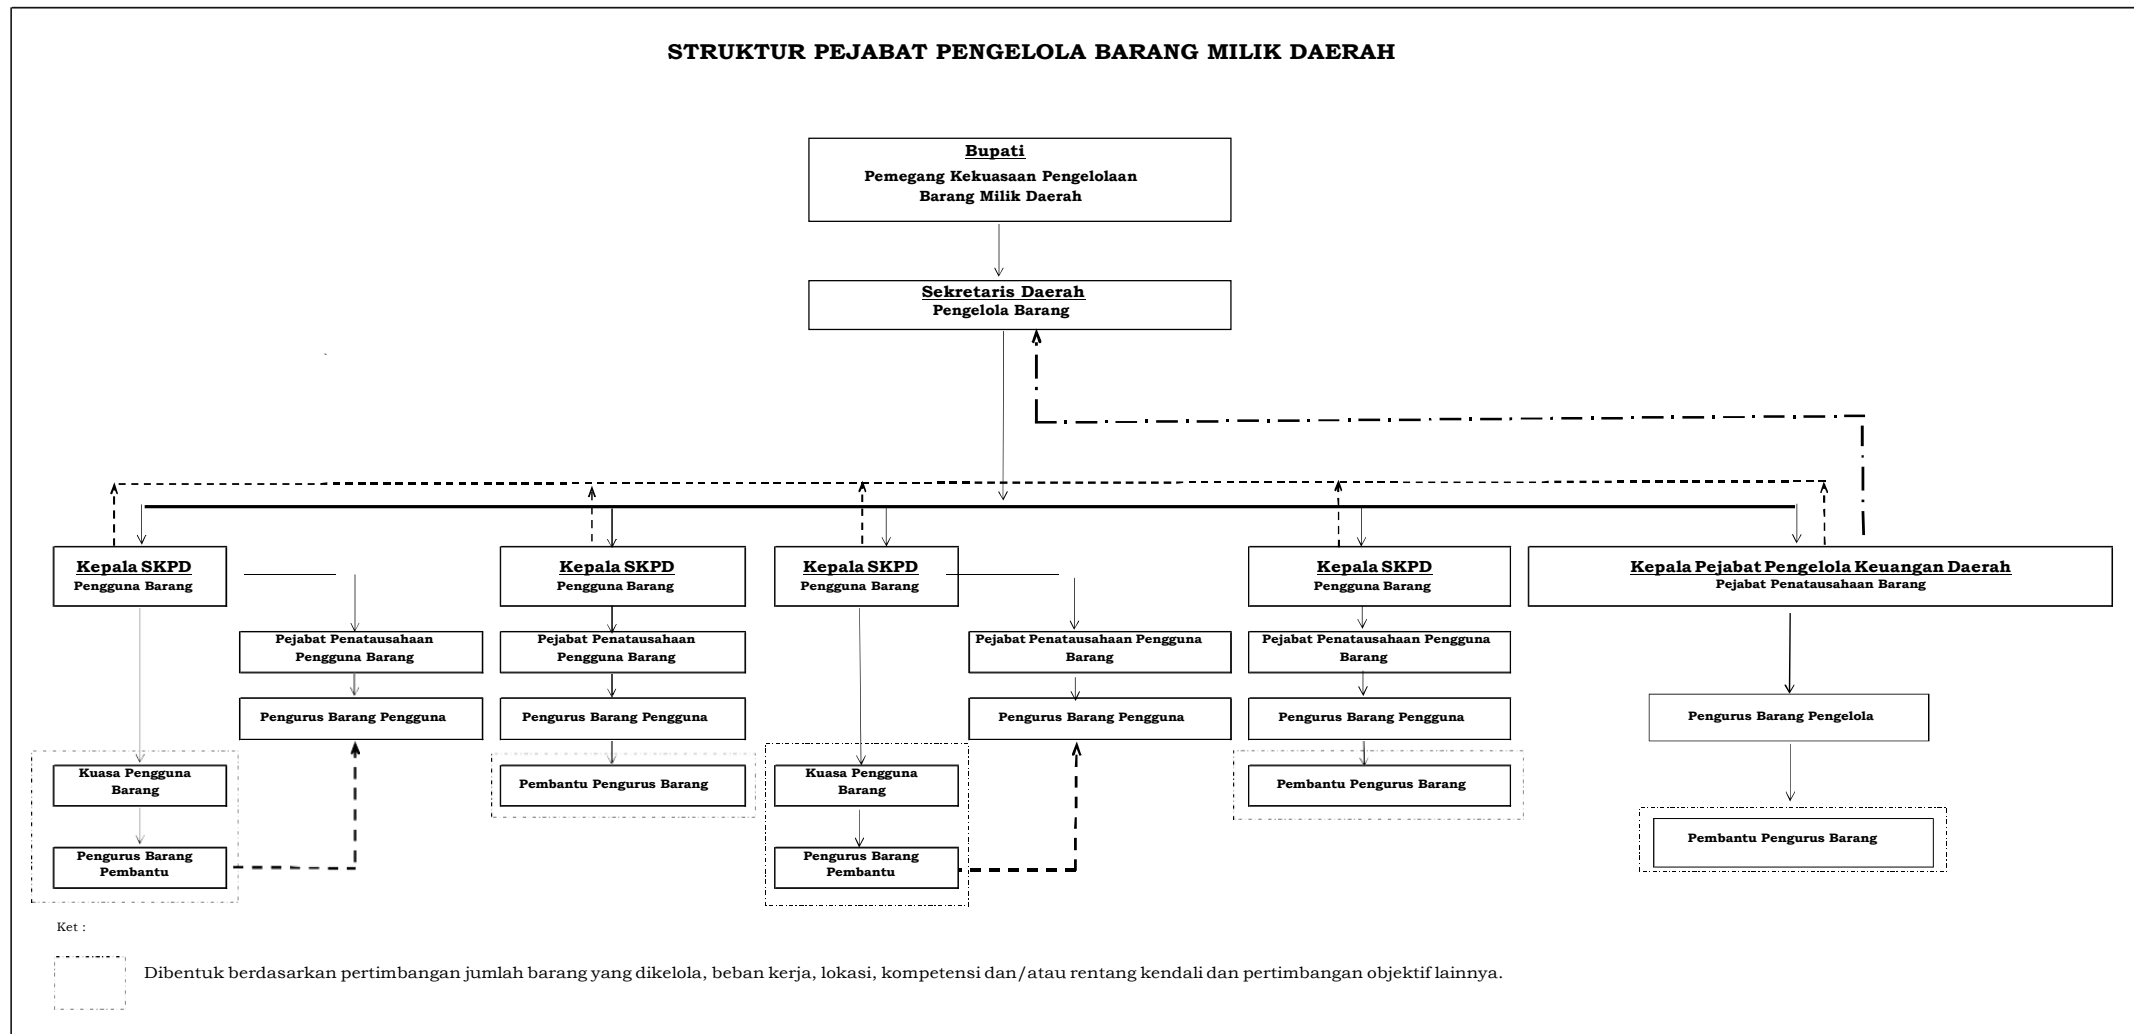 STRUKTUR PEJABAT PENGELOLA BARANG MILIK DAERAH
Bupati
Pemegang Kekuasaan Pengelolaan
Barang Milik Daerah
Sekretaris Daerah
Pengelola Barang
Kepala SKPD
Pengguna Barang
Kepala SKPD
Pengguna Barang
Kepala SKPD
Pengguna Barang
Kepala SKPD
Pengguna Barang
Kepala Pejabat Pengelola Keuangan Daerah
Pejabat Penatausahaan Barang
Pejabat Penatausahaan
Pengguna Barang
Pejabat Penatausahaan
Pengguna Barang
Pejabat Penatausahaan Pengguna
Barang
Pejabat Penatausahaan Pengguna
Barang
Pengurus Barang Pengguna
Pengurus Barang Pengguna
Pengurus Barang Pengguna
Pengurus Barang Pengguna
Pengurus Barang Pengelola
Kuasa Pengguna
Barang
Pembantu Pengurus Barang
Kuasa Pengguna
Barang
Pembantu Pengurus Barang
Pengurus Barang
Pembantu
Pengurus Barang
Pembantu
Pembantu Pengurus Barang
Ket :
Dibentuk berdasarkan pertimbangan jumlah barang yang dikelola, beban kerja, lokasi, kompetensi dan/atau rentang kendali dan pertimbangan objektif lainnya.